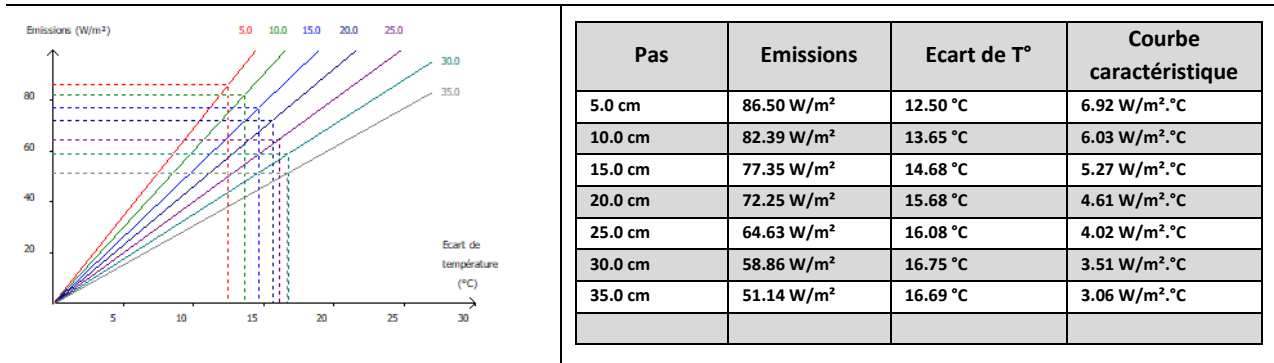 Emissions (W/m²)
5.0 10.0 15.0 20.0 25.0
30.0
35.0
80
60
40
20
Ecart de
température
(°C)
5 10 15 20 25 30
Pas Emissions Ecart de T° Courbe
caractéristique
5.0 cm 86.50 W/m² 12.50 °C 6.92 W/m².°C
10.0 cm 82.39 W/m² 13.65 °C 6.03 W/m².°C
15.0 cm 77.35 W/m² 14.68 °C 5.27 W/m².°C
20.0 cm 72.25 W/m² 15.68 °C 4.61 W/m².°C
25.0 cm 64.63 W/m² 16.08 °C 4.02 W/m².°C
30.0 cm 58.86 W/m² 16.75 °C 3.51 W/m².°C
35.0 cm 51.14 W/m² 16.69 °C 3.06 W/m².°C